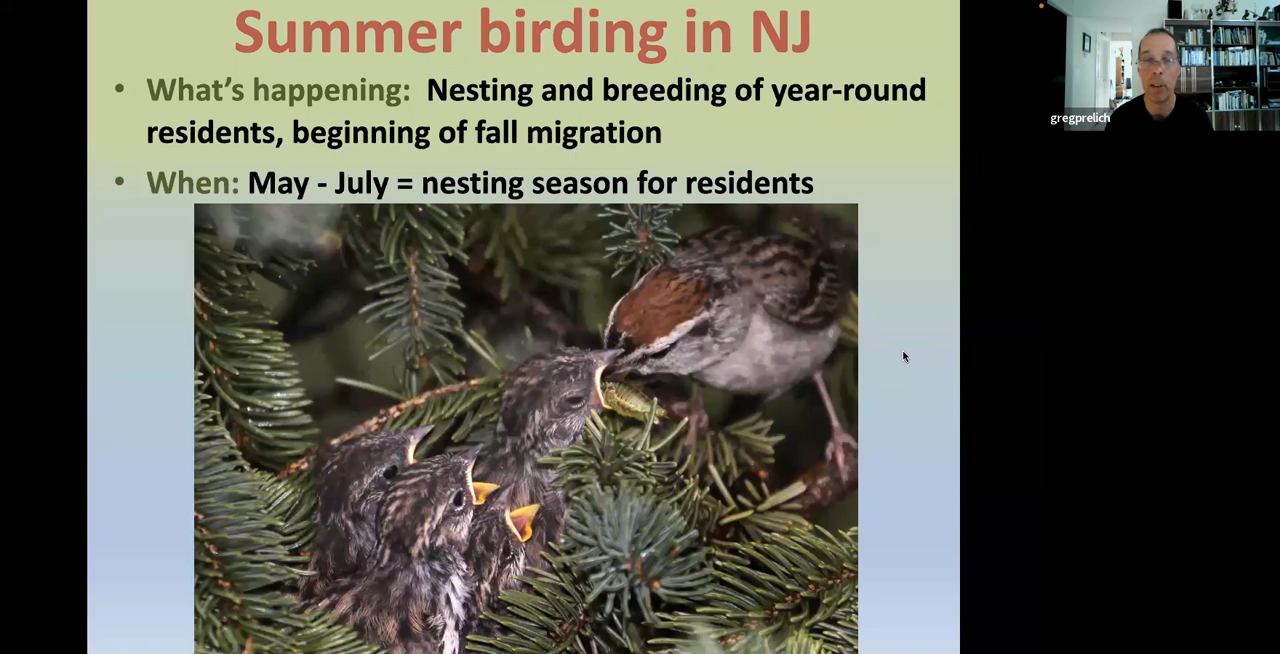 Summer birding in NJ
• What's happening: Nesting and breeding of year-round
residents, beginning of fall migration
• When: May - July = nesting season for residents
gregprelich